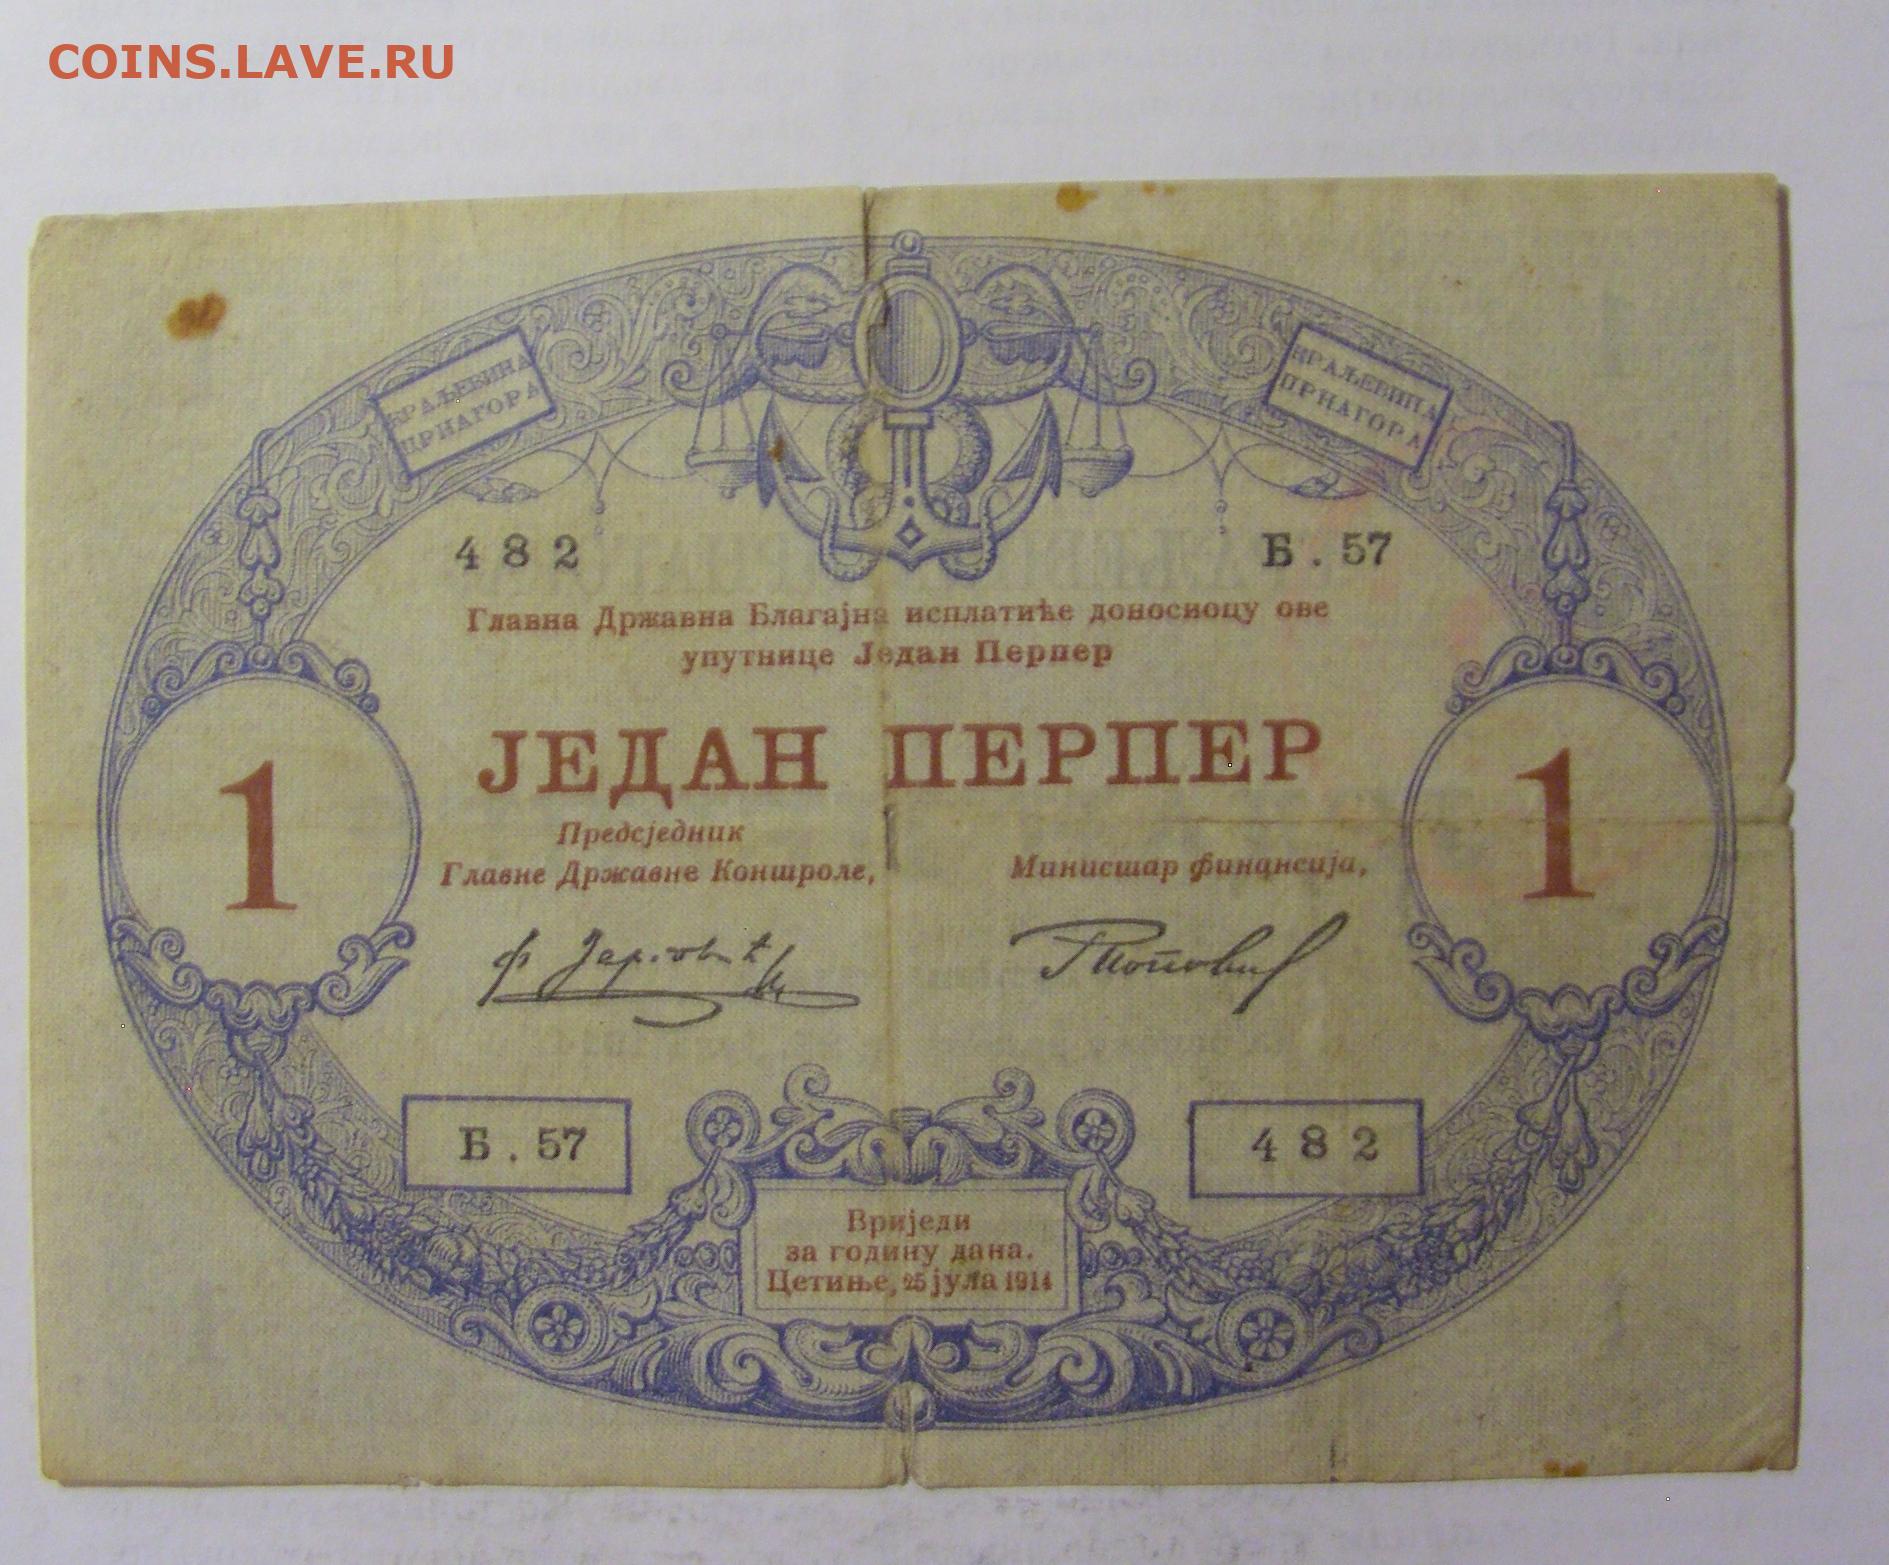 COINS.LAVE.RU
КРАЉЕВИНА
ЦРНАГОРА
КРАЉЕВИНА
ЦРНАГОРА
482
Б.57
Главна Државна Благајна исплатиће доносиоцу ове
упутнице Један Перпер
ЈЕДАН ПЕРПЕР
1
1
Предсједник
Главне Државне Контроле,
Министар финансија,
Б.57
482
Вриједи
за годину дана.
Цетиње, 25 јула 1914